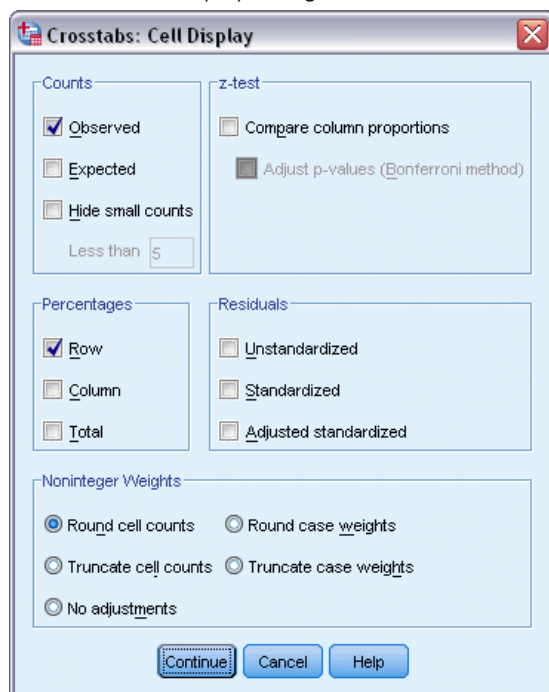 Crosstabs: Cell Display
Counts
Observed
Expected
Hide small counts
Less than 5
z-test
Compare column proportions
Adjust p-values (Bonferroni method)
Percentages
Row
Column
Total
Residuals
Unstandardized
Standardized
Adjusted standardized
Noninteger Weights
Round cell counts Round case weights
Truncate cell counts Truncate case weights
No adjustments
Continue Cancel Help